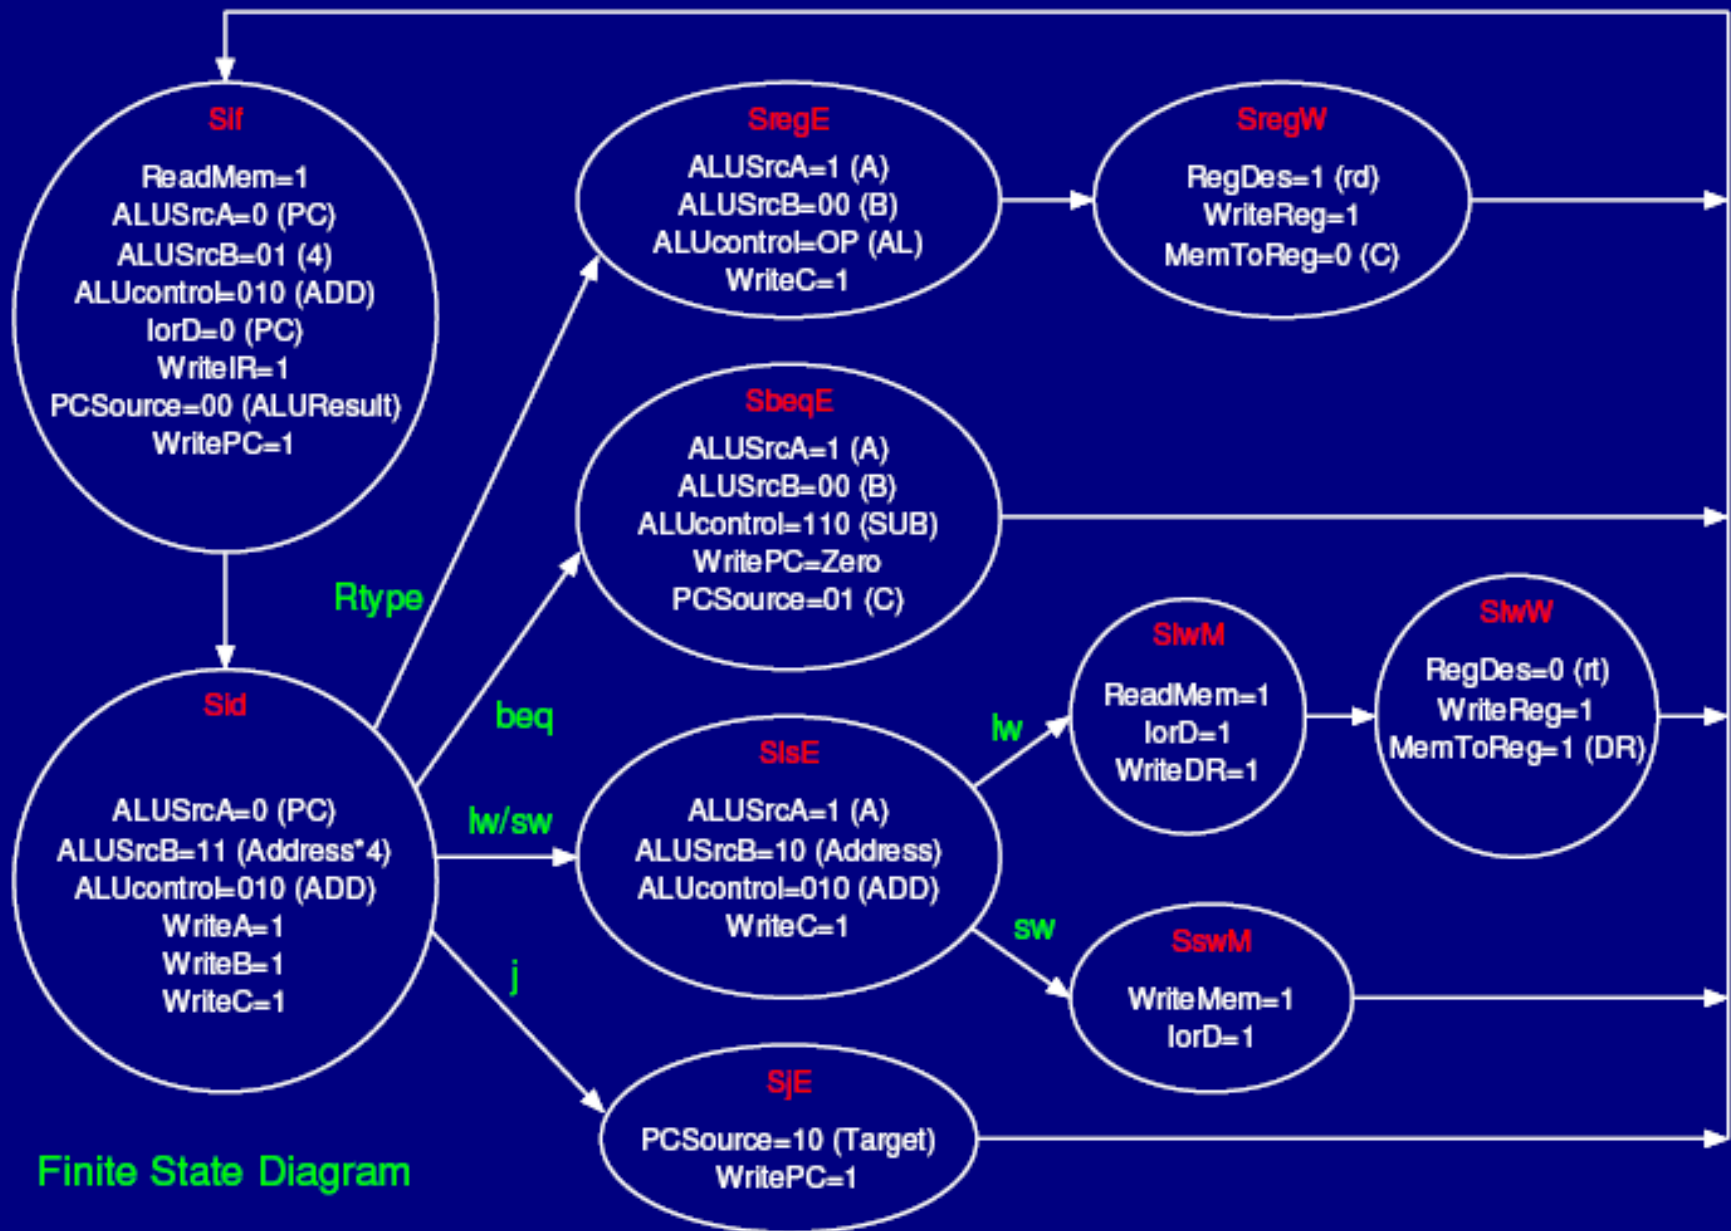 Sif
ReadMem=1
ALUSrcA=0 (PC)
ALUSrcB=01 (4)
ALUcontrol=010 (ADD)
IorD=0 (PC)
WriteIR=1
PCSource=00 (ALUResult)
WritePC=1
SregE
ALUSrcA=1 (A)
ALUSrcB=00 (B)
ALUcontrol=OP (AL)
WriteC=1
SregW
RegDes=1 (rd)
WriteReg=1
MemToReg=0 (C)
SbeqE
ALUSrcA=1 (A)
ALUSrcB=00 (B)
ALUcontrol=110 (SUB)
WritePC=Zero
PCSource=01 (C)
Rtype
beq
lw/sw
j
Sid
ALUSrcA=0 (PC)
ALUSrcB=11 (Address*4)
ALUcontrol=010 (ADD)
WriteA=1
WriteB=1
WriteC=1
SlsE
ALUSrcA=1 (A)
ALUSrcB=10 (Address)
ALUcontrol=010 (ADD)
WriteC=1
lw
sw
SlwM
ReadMem=1
IorD=1
WriteDR=1
SlwW
RegDes=0 (rt)
WriteReg=1
MemToReg=1 (DR)
SswM
WriteMem=1
IorD=1
SjE
PCSource=10 (Target)
WritePC=1
Finite State Diagram